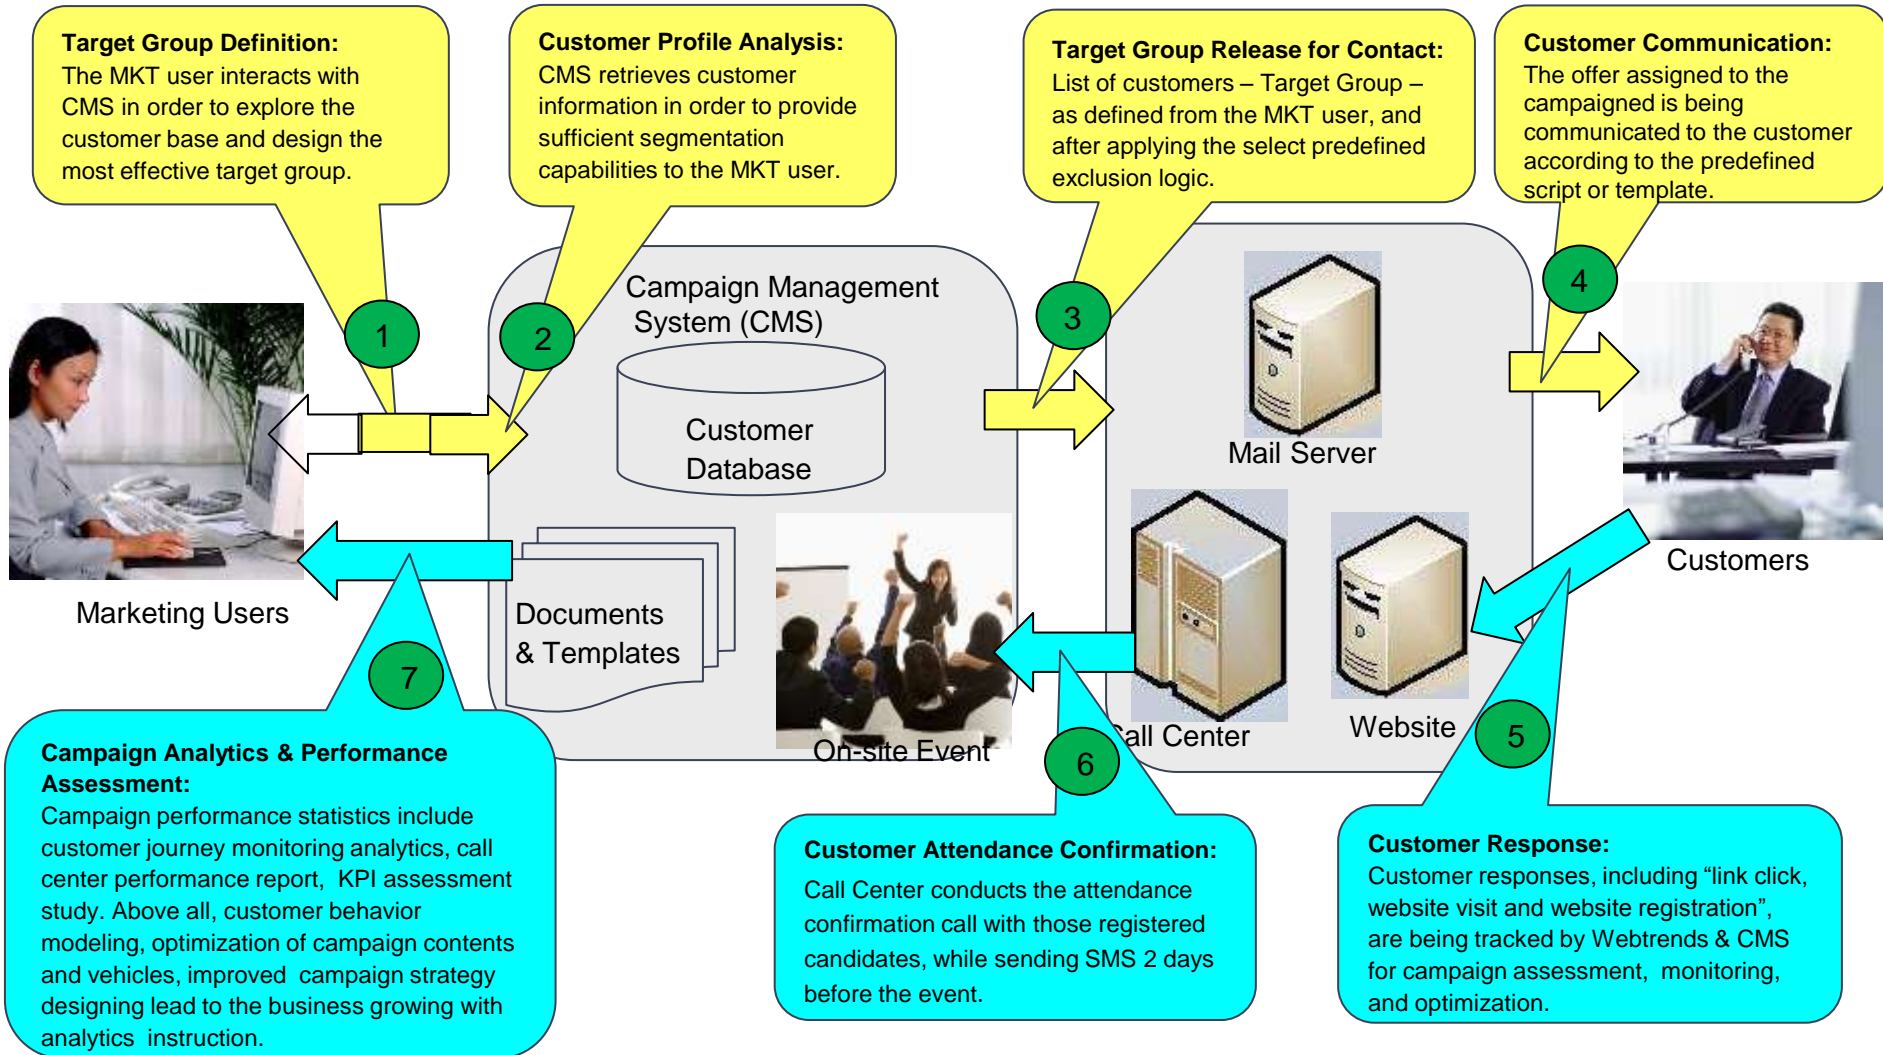 Target Group Definition:
The MKT user interacts with
CMS in order to explore the
customer base and design the
most effective target group.
Customer Profile Analysis:
CMS retrieves customer
information in order to provide
sufficient segmentation
capabilities to the MKT user.
Target Group Release for Contact:
List of customers – Target Group –
as defined from the MKT user, and
after applying the select predefined
exclusion logic.
Customer Communication:
The offer assigned to the
campaigned is being
communicated to the customer
according to the predefined
script or template.
1
2
3
4
Campaign Management
System (CMS)
Customer
Database
Mail Server
Customers
Marketing Users
Documents
& Templates
On-site Event
Call Center
Website
7
6
5
Campaign Analytics & Performance
Assessment:
Campaign performance statistics include
customer journey monitoring analytics, call
center performance report, KPI assessment
study. Above all, customer behavior
modeling, optimization of campaign contents
and vehicles, improved campaign strategy
designing lead to the business growing with
analytics instruction.
Customer Attendance Confirmation:
Call Center conducts the attendance
confirmation call with those registered
candidates, while sending SMS 2 days
before the event.
Customer Response:
Customer responses, including “link click,
website visit and website registration”,
are being tracked by Webtrends & CMS
for campaign assessment, monitoring,
and optimization.